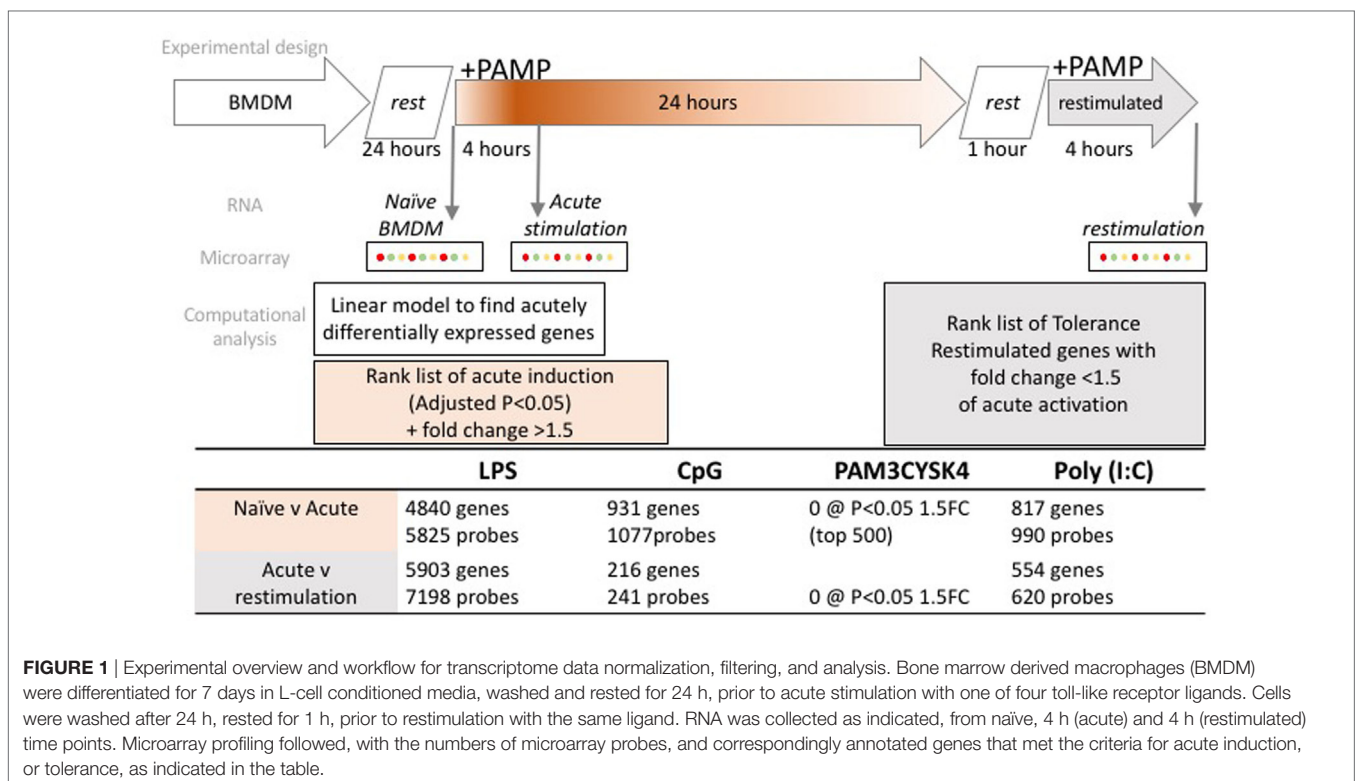 Experimental design
+PAMP
+PAMP
BMDM
rest
24 hours
rest
restimulated
24 hours
4 hours
1 hour
4 hours
RNA
Naïve
BMDM
Acute
stimulation
restimulation
Microarray
Computational
analysis
Linear model to find acutely
differentially expressed genes
Rank list of acute induction
(Adjusted P<0.05)
+ fold change >1.5
Rank list of Tolerance
Restimulated genes with
fold change <1.5
of acute activation
LPS CpG PAM3CYSK4 Poly (I:C)
Naïve v Acute 4840 genes 931 genes 0 @ P<0.05 1.5FC 817 genes
5825 probes 1077probes (top 500) 990 probes
Acute v 5903 genes 216 genes 554 genes
restimulation 7198 probes 241 probes 0 @ P<0.05 1.5FC 620 probes
FIGURE 1 | Experimental overview and workflow for transcriptome data normalization, filtering, and analysis. Bone marrow derived macrophages (BMDM)
were differentiated for 7 days in L-cell conditioned media, washed and rested for 24 h, prior to acute stimulation with one of four toll-like receptor ligands. Cells
were washed after 24 h, rested for 1 h, prior to restimulation with the same ligand. RNA was collected as indicated, from naïve, 4 h (acute) and 4 h (restimulated)
time points. Microarray profiling followed, with the numbers of microarray probes, and correspondingly annotated genes that met the criteria for acute induction,
or tolerance, as indicated in the table.